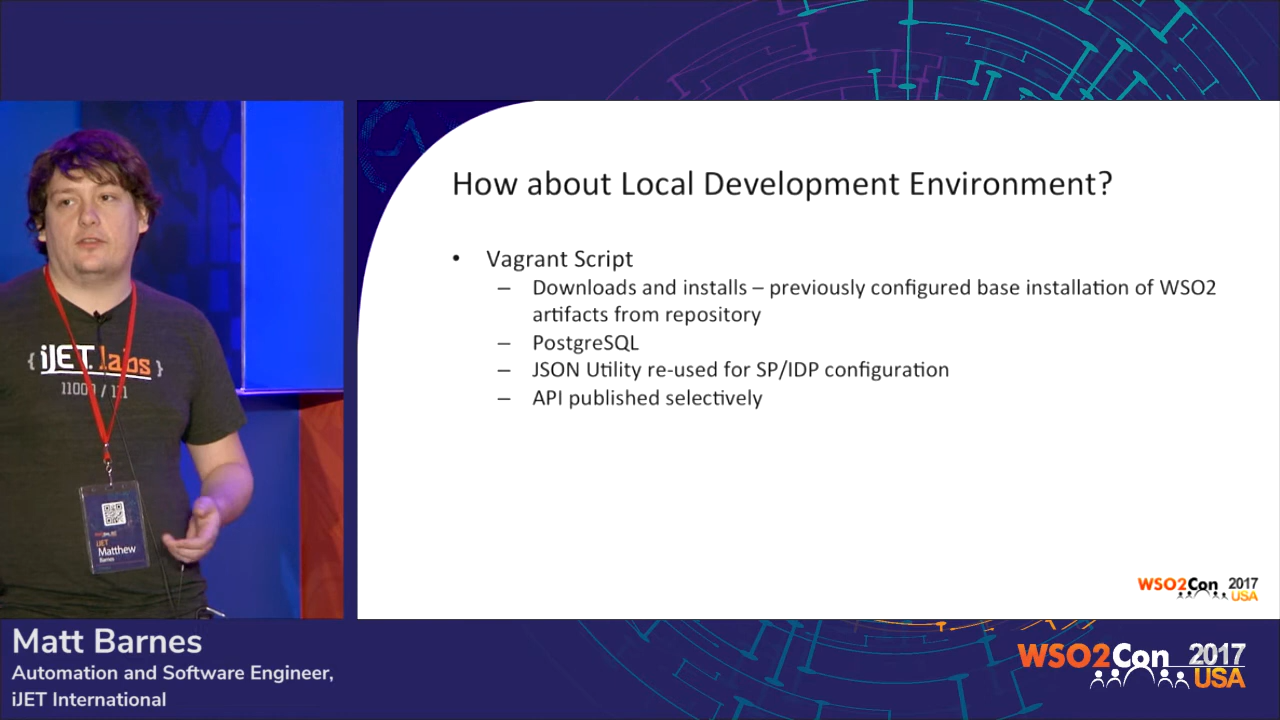 How about Local Development Environment?
• Vagrant Script
– Downloads and installs – previously configured base installation of WSO2
artifacts from repository
– PostgreSQL
– JSON Utility re-used for SP/IDP configuration
– API published selectively
WSO2Con 2017
USA
{ iJET.labs }
iJET
Matthew
Barnes
Matt Barnes
Automation and Software Engineer,
iJET International
WSO2Con 2017
USA